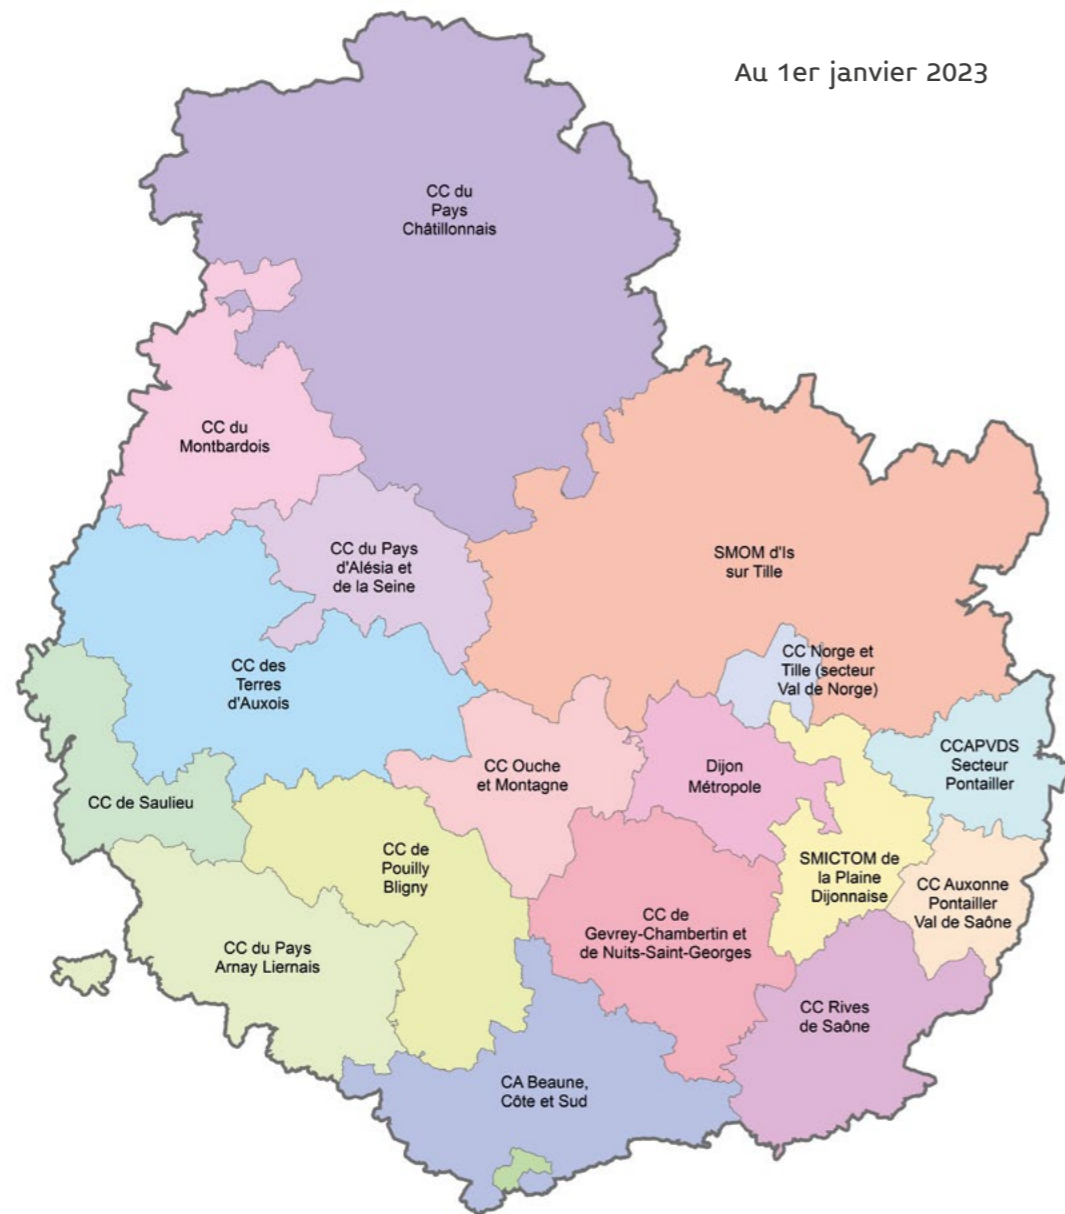 Au 1er janvier 2023
CC du
Pays
Châtillonnais
CC du
Montbardois
CC du Pays
d'Alésia et
de la Seine
SMOM d'Is
sur Tille
CC des
Terres
d'Auxois
CC Norge et
Tille (secteur
Val de Norge)
CC de Saulieu
CC Ouche
et Montagne
Dijon
Métropole
CCAPVDS
Secteur
Pontailler
CC de
Pouilly
Bligny
SMICTOM de
la Plaine
Dijonnaise
CC Auxonne
Pontailler
Val de Saône
CC du Pays
Arnay Liernais
CC de
Gevrey-Chambertin et
de Nuits-Saint-Georges
CC Rives
de Saône
CA Beaune,
Côte et Sud